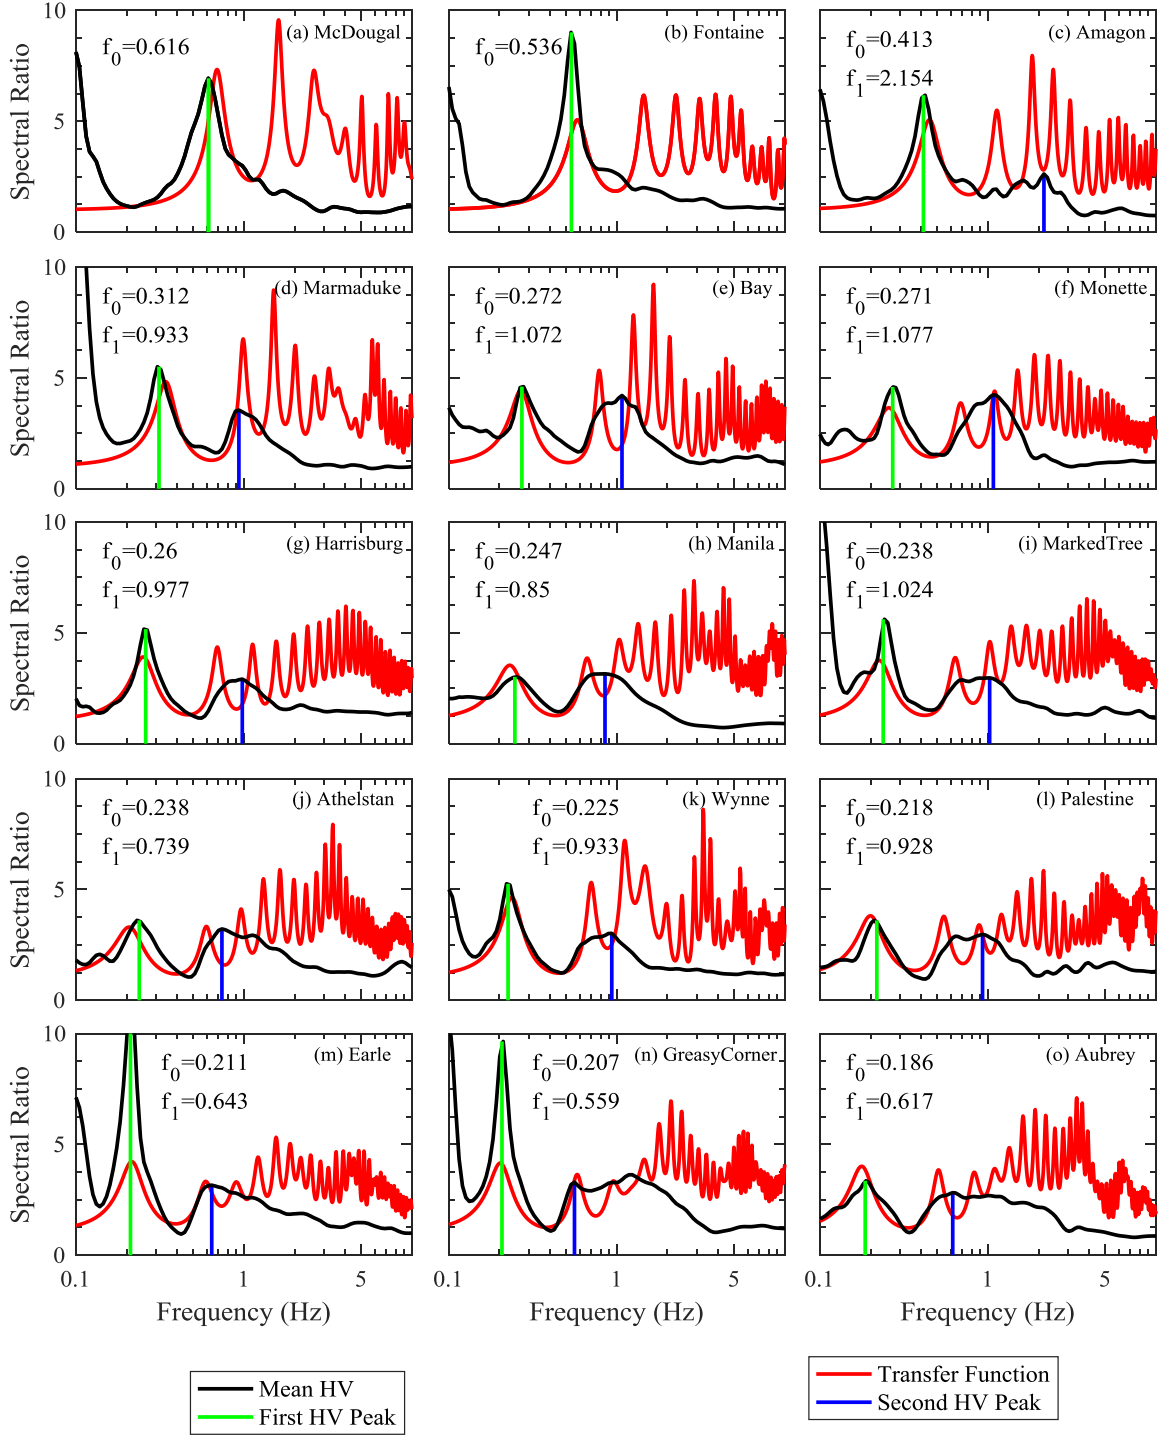 10
5
0
Spectral Ratio
f0=0.616
(a) McDougal
f0=0.536
(b) Fontaine
f0=0.413
f1=2.154
(c) Amagon
10
5
0
Spectral Ratio
f0=0.312
f1=0.933
(d) Marmaduke
f0=0.272
f1=1.072
(e) Bay
f0=0.271
f1=1.077
(f) Monette
10
5
0
Spectral Ratio
f0=0.26
f1=0.977
(g) Harrisburg
f0=0.247
f1=0.85
(h) Manila
f0=0.238
f1=1.024
(i) MarkedTree
10
5
0
Spectral Ratio
f0=0.238
f1=0.739
(j) Athelstan
f0=0.225
f1=0.933
(k) Wynne
f0=0.218
f1=0.928
(l) Palestine
10
5
0
Spectral Ratio
f0=0.211
f1=0.643
(m) Earle
f0=0.207
f1=0.559
(n) GreasyCorner
f0=0.186
f1=0.617
(o) Aubrey
0.1 1 5
0.1 1 5
0.1 1 5
Frequency (Hz)
Frequency (Hz)
Frequency (Hz)
Mean HV
First HV Peak
Transfer Function
Second HV Peak